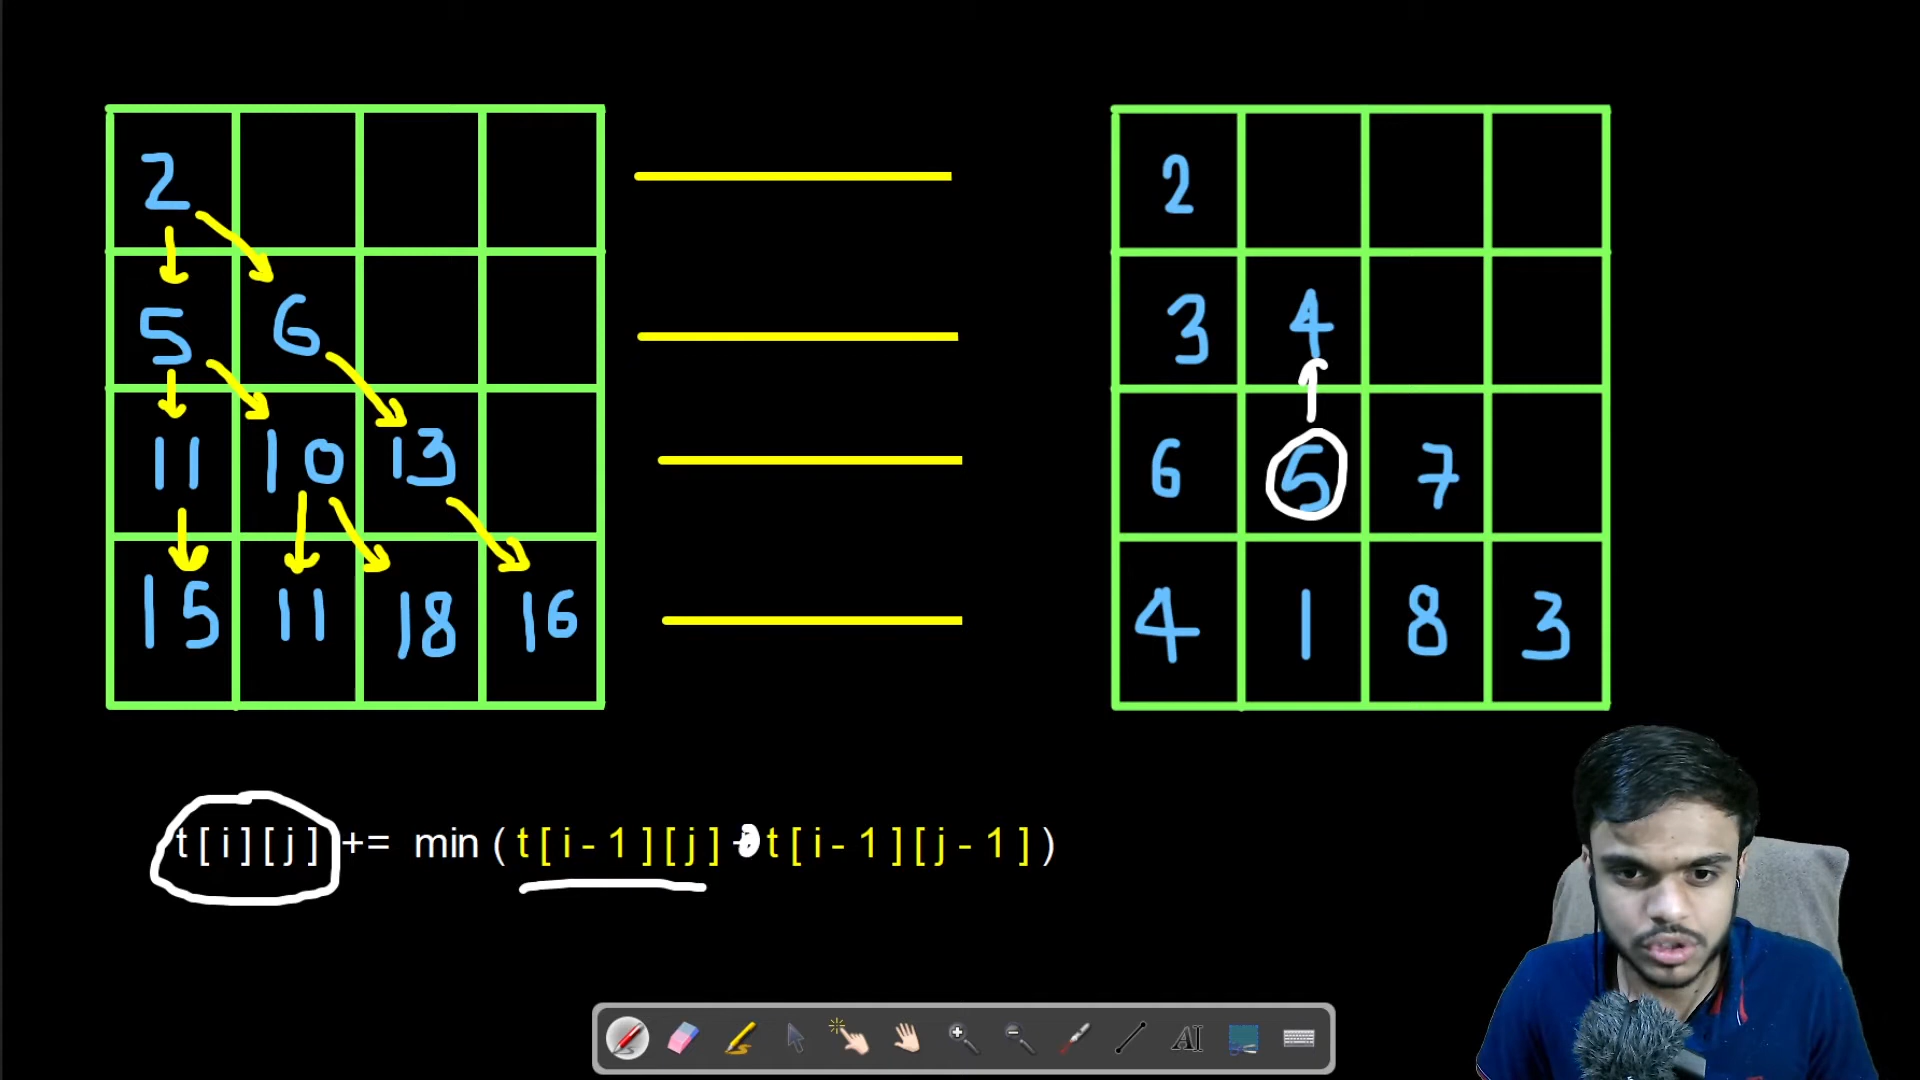 2 2
5 6 3 4
11 10 13 6 5 7
15 11 18 16 4 1 8 3
t[i][j] += min(t[i-1][j] , t[i-1][j-1])
AI